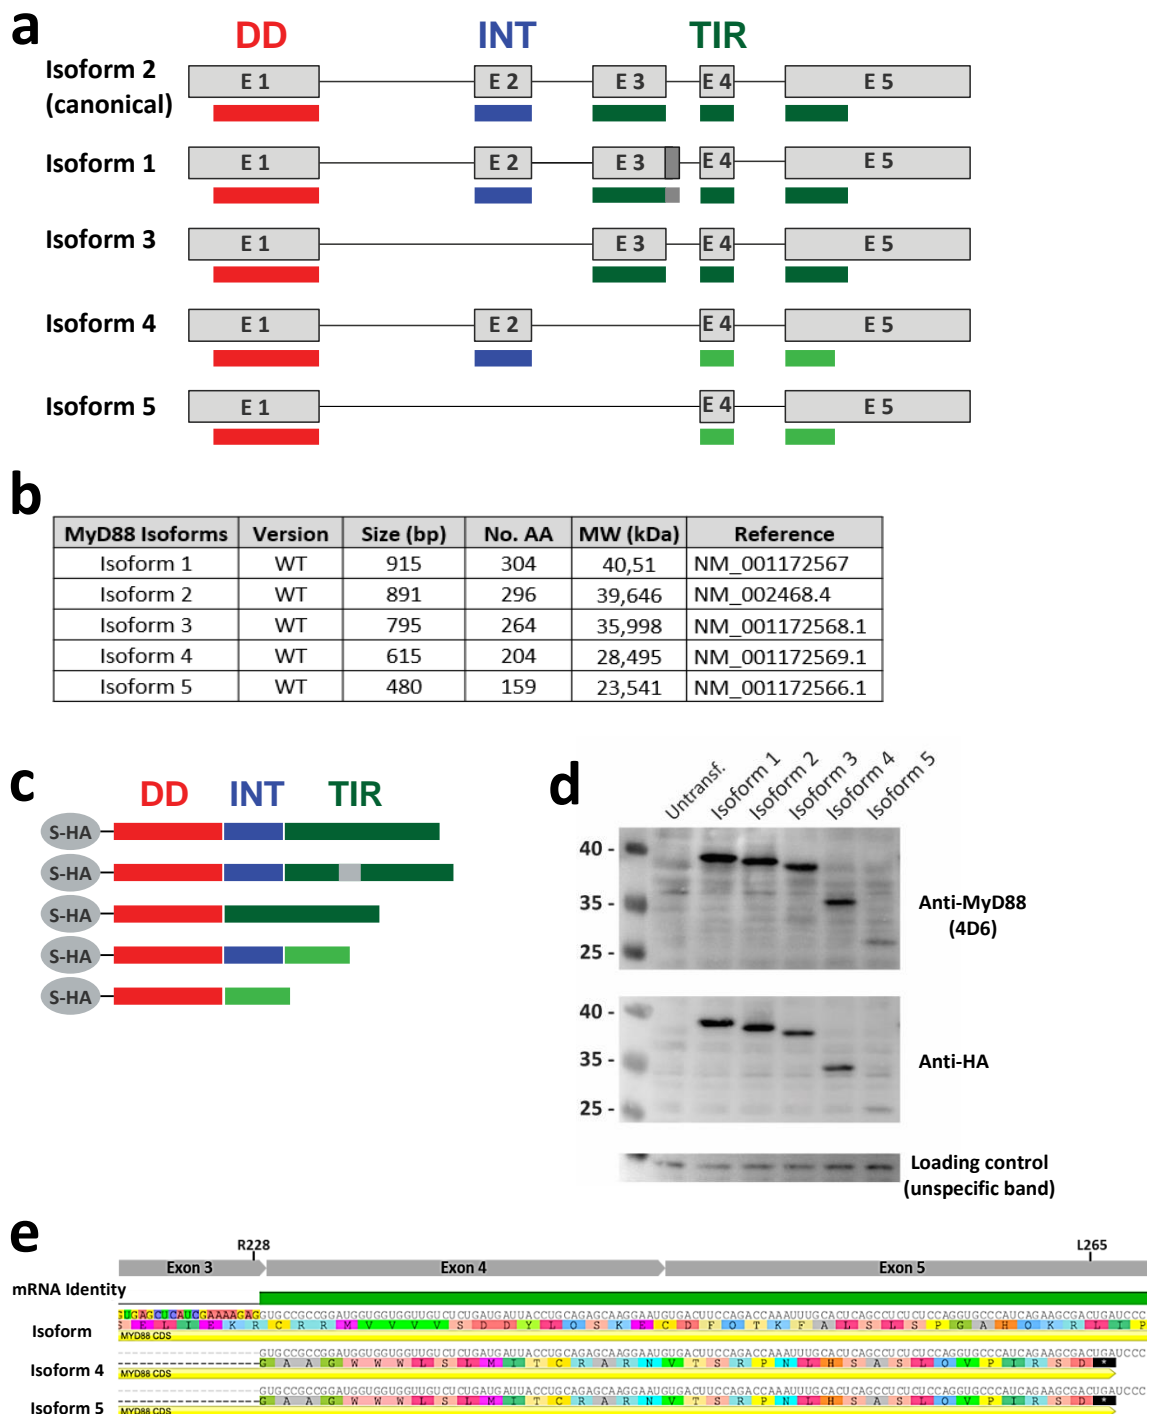 a
DD INT TIR
Isoform 2
(canonical)
E 1 E 2 E 3 E 4 E 5
Isoform 1
E 1 E 2 E 3 E 4 E 5
Isoform 3
E 1 E 3 E 4 E 5
Isoform 4
E 1 E 2 E 4 E 5
Isoform 5
E 1 E 4 E 5
b
MyD88 Isoforms Version Size (bp) No. AA MW (kDa) Reference
Isoform 1 WT 915 304 40,51 NM_001172567
Isoform 2 WT 891 296 39,646 NM_002468.4
Isoform 3 WT 795 264 35,998 NM_001172568.1
Isoform 4 WT 615 204 28,495 NM_001172569.1
Isoform 5 WT 480 159 23,541 NM_001172566.1
c
DD INT TIR
S-HA
S-HA
S-HA
S-HA
S-HA
d
Untransf. Isoform 1 Isoform 2 Isoform 3 Isoform 4 Isoform 5
40 -
35 -
25 -
Anti-MyD88
(4D6)
40 -
35 -
25 -
Anti-HA
Loading control
(unspecific band)
e
R228 L265
Exon 3 Exon 4 Exon 5
mRNA Identity
GUGAGCUCAUCGAAAAGAGGUGCCGCCGGAUGGUGGUGGUUGUCUCUGAUGAUUACCUGCAGAGCAAGGAAUGUGACUUCCAGACCAAAUUUGCACUCAGCCUCUCUCCAGGUGCCCAUCAGAAGCGACUGAUCCC
Isoform
S E L I E K R C R R M V V V V S D D Y L Q S K E C D F Q T K F A L S L S P G A H Q K R L I P
MYD88 CDS
GUGCCGCCGGAUGGUGGUGGUUGUCUCUGAUGAUUACCUGCAGAGCAAGGAAUGUGACUUCCAGACCAAAUUUGCACUCAGCCUCUCUCCAGGUGCCCAUCAGAAGCGACUGAUCCC
Isoform 4
G A A G W W W L S L M I T C R A R N V T S R P N L H S A S L Q V P I R S D *
MYD88 CDS
GUGCCGCCGGAUGGUGGUGGUUGUCUCUGAUGAUUACCUGCAGAGCAAGGAAUGUGACUUCCAGACCAAAUUUGCACUCAGCCUCUCUCCAGGUGCCCAUCAGAAGCGACUGAUCCC
Isoform 5
G A A G W W W L S L M I T C R A R N V T S R P N L H S A S L Q V P I R S D *
MYD88 CDS